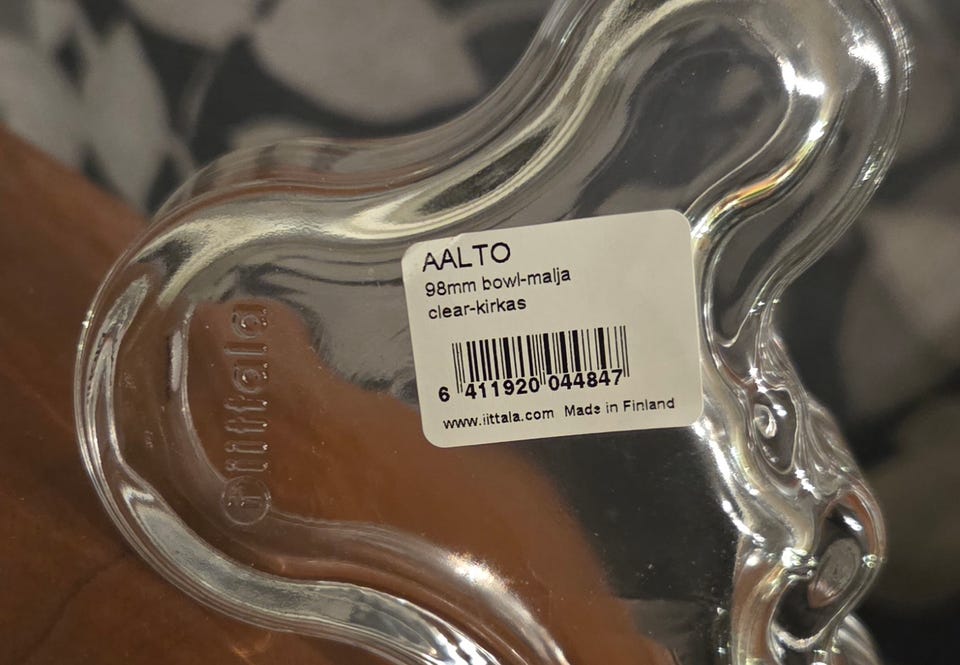 AALTO
98mm bowl-malja
clear-kirkas
6 411920 044847
www.iittala.com Made in Finland
i iittala